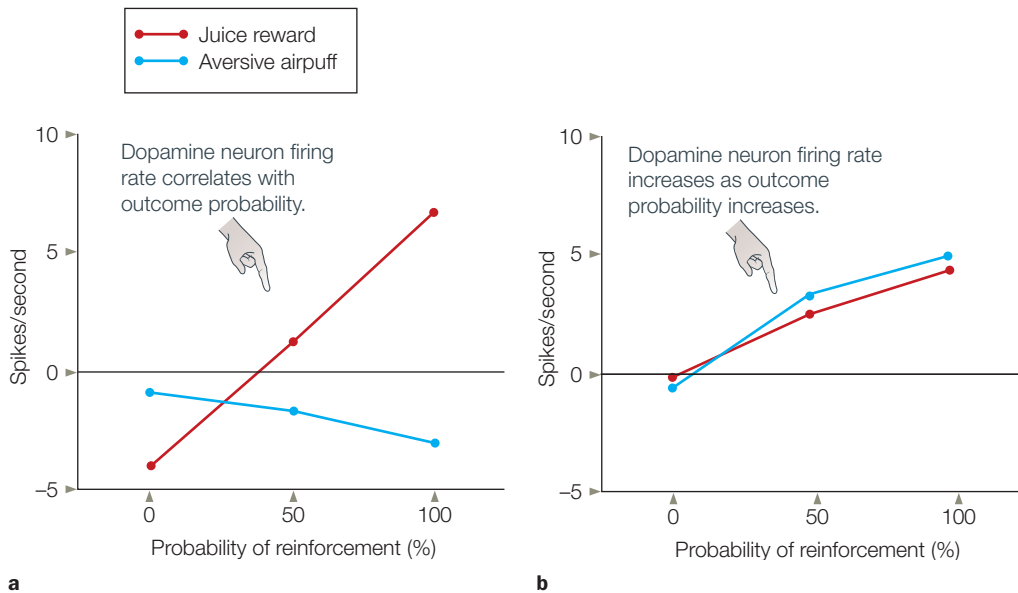 Juice reward
Aversive airpuff
10
Dopamine neuron firing
rate correlates with
outcome probability.
5
Spikes/second
0
–5
0 50 100
Probability of reinforcement (%)
a
10
Dopamine neuron firing rate
increases as outcome
probability increases.
5
Spikes/second
0
–5
0 50 100
Probability of reinforcement (%)
b